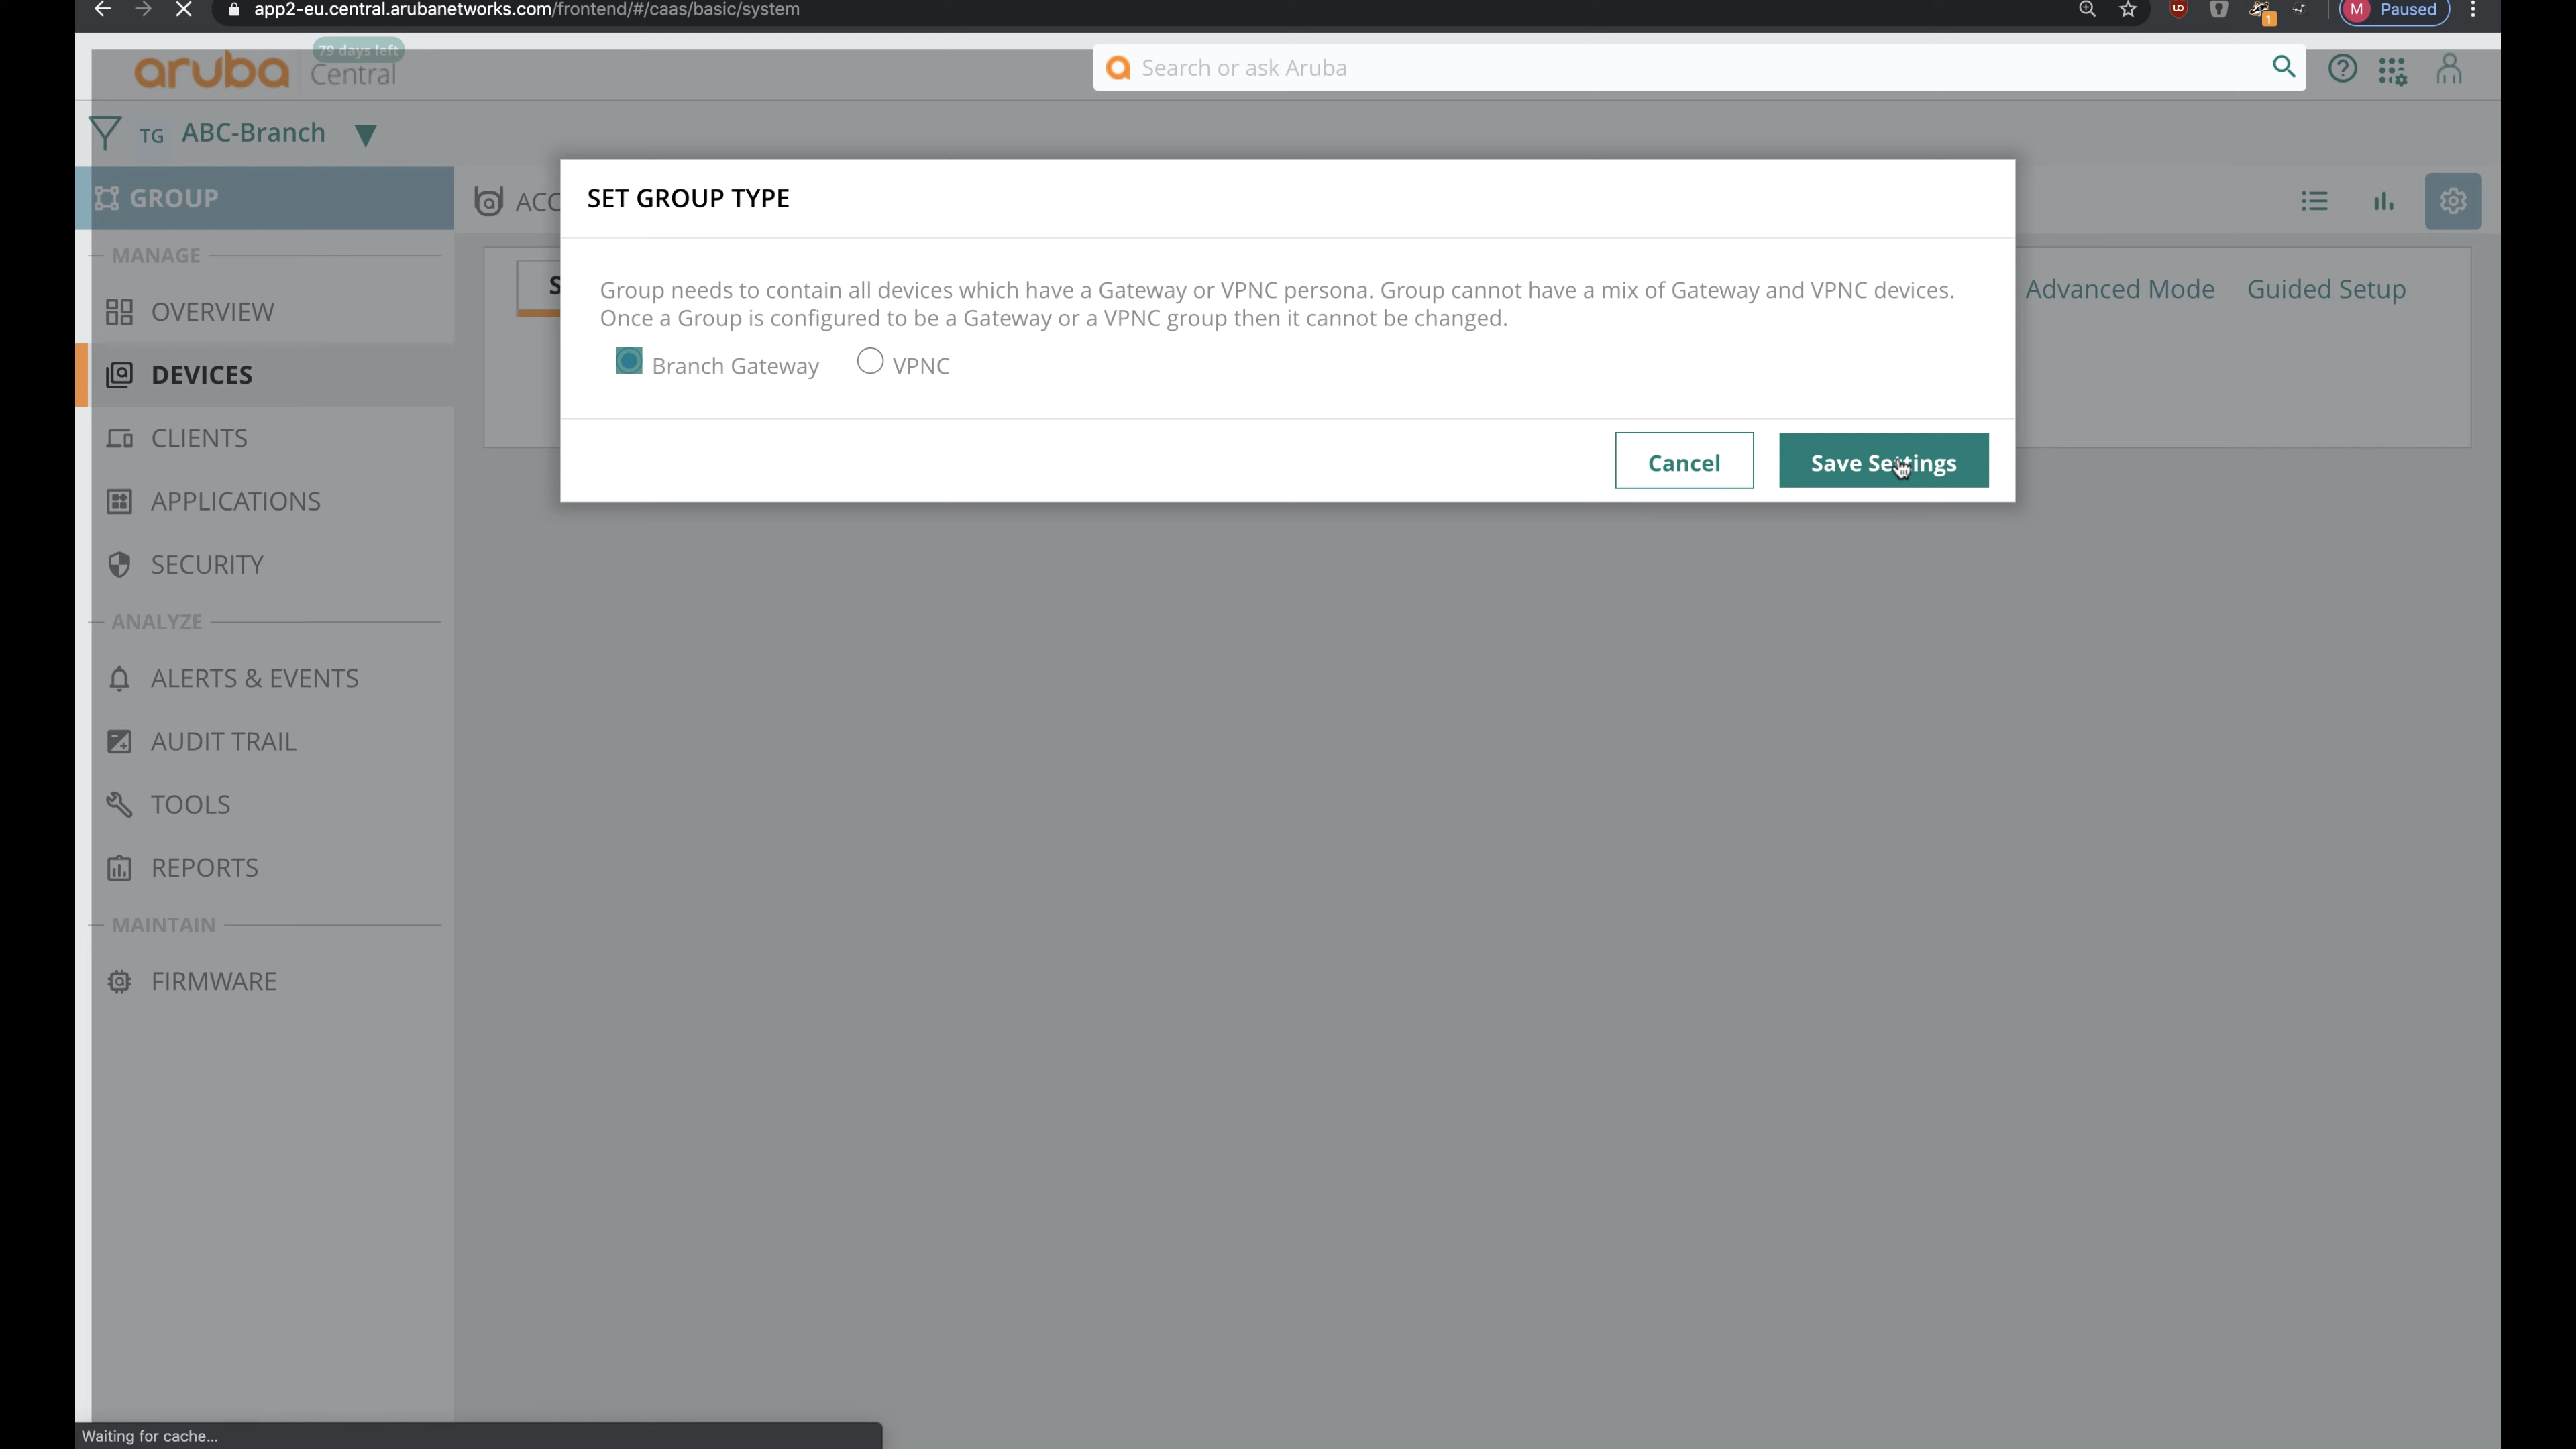 app2-eu.central.arubanetworks.com/frontend/#/caas/basic/system
1
M Paused
79 days left
aruba Central
Search or ask Aruba
TG ABC-Branch
GROUP
ACC
SET GROUP TYPE
MANAGE
Group needs to contain all devices which have a Gateway or VPNC persona. Group cannot have a mix of Gateway and VPNC devices.
Once a Group is configured to be a Gateway or a VPNC group then it cannot be changed.
S
Advanced Mode Guided Setup
OVERVIEW
Branch Gateway VPNC
DEVICES
CLIENTS
Cancel Save Settings
APPLICATIONS
SECURITY
ANALYZE
ALERTS & EVENTS
AUDIT TRAIL
TOOLS
REPORTS
MAINTAIN
FIRMWARE
Waiting for cache...